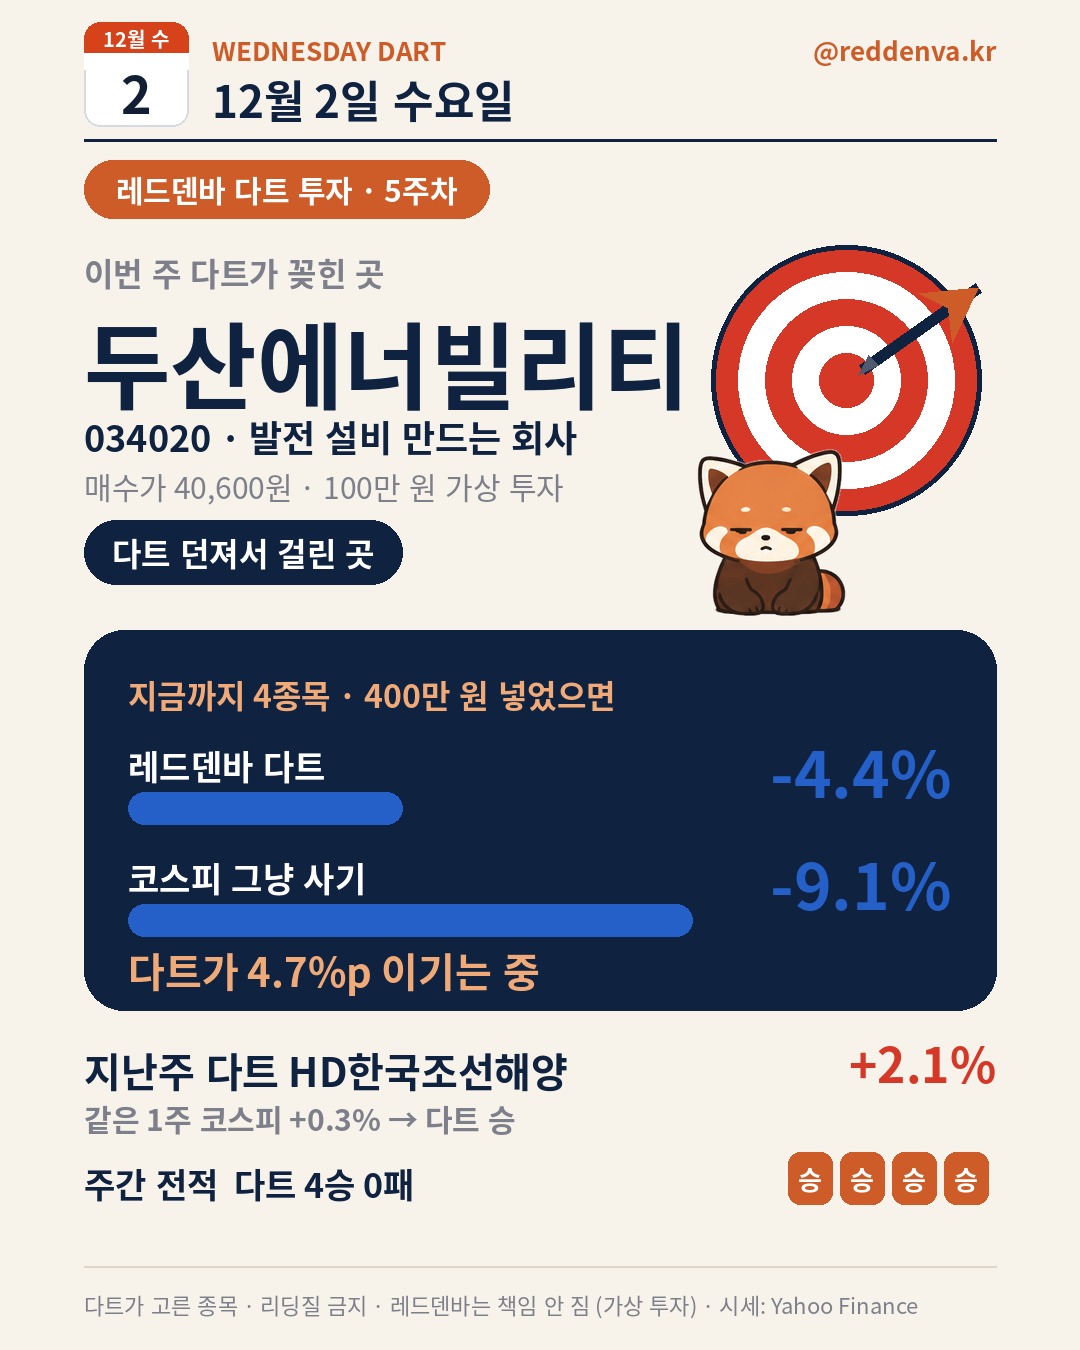 12월 수
2
WEDNESDAY DART
12월 2일 수요일
@reddenva.kr
레드덴바 다트 투자 · 5주차
이번 주 다트가 꽂힌 곳
두산에너빌리티
034020 · 발전 설비 만드는 회사
매수가 40,600원 · 100만 원 가상 투자
다트 던져서 걸린 곳
지금까지 4종목 · 400만 원 넣었으면
레드덴바 다트 -4.4%
코스피 그냥 사기 -9.1%
다트가 4.7%p 이기는 중
지난주 다트 HD한국조선해양 +2.1%
같은 1주 코스피 +0.3% → 다트 승
주간 전적 다트 4승 0패 승 승 승 승
다트가 고른 종목 · 리딩질 금지 · 레드덴바는 책임 안 짐 (가상 투자) · 시세: Yahoo Finance